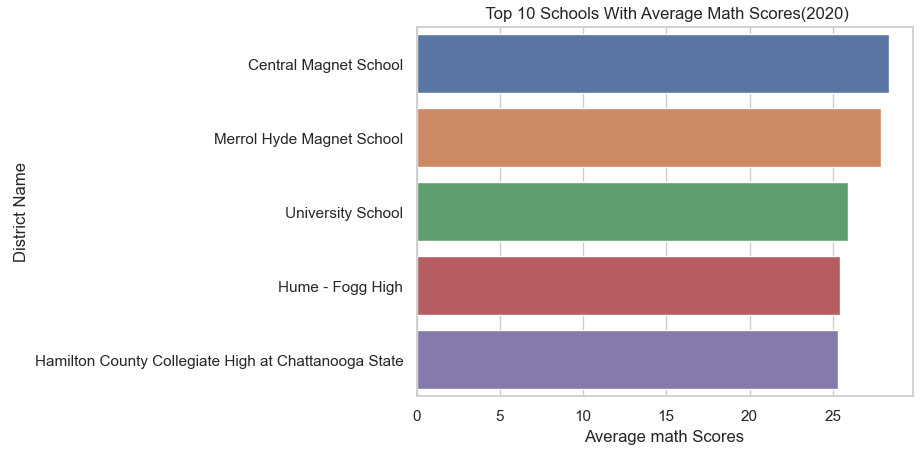 Top 10 Schools With Average Math Scores(2020)
District Name
Central Magnet School
Merrol Hyde Magnet School
University School
Hume - Fogg High
Hamilton County Collegiate High at Chattanooga State
0 5 10 15 20 25
Average math Scores